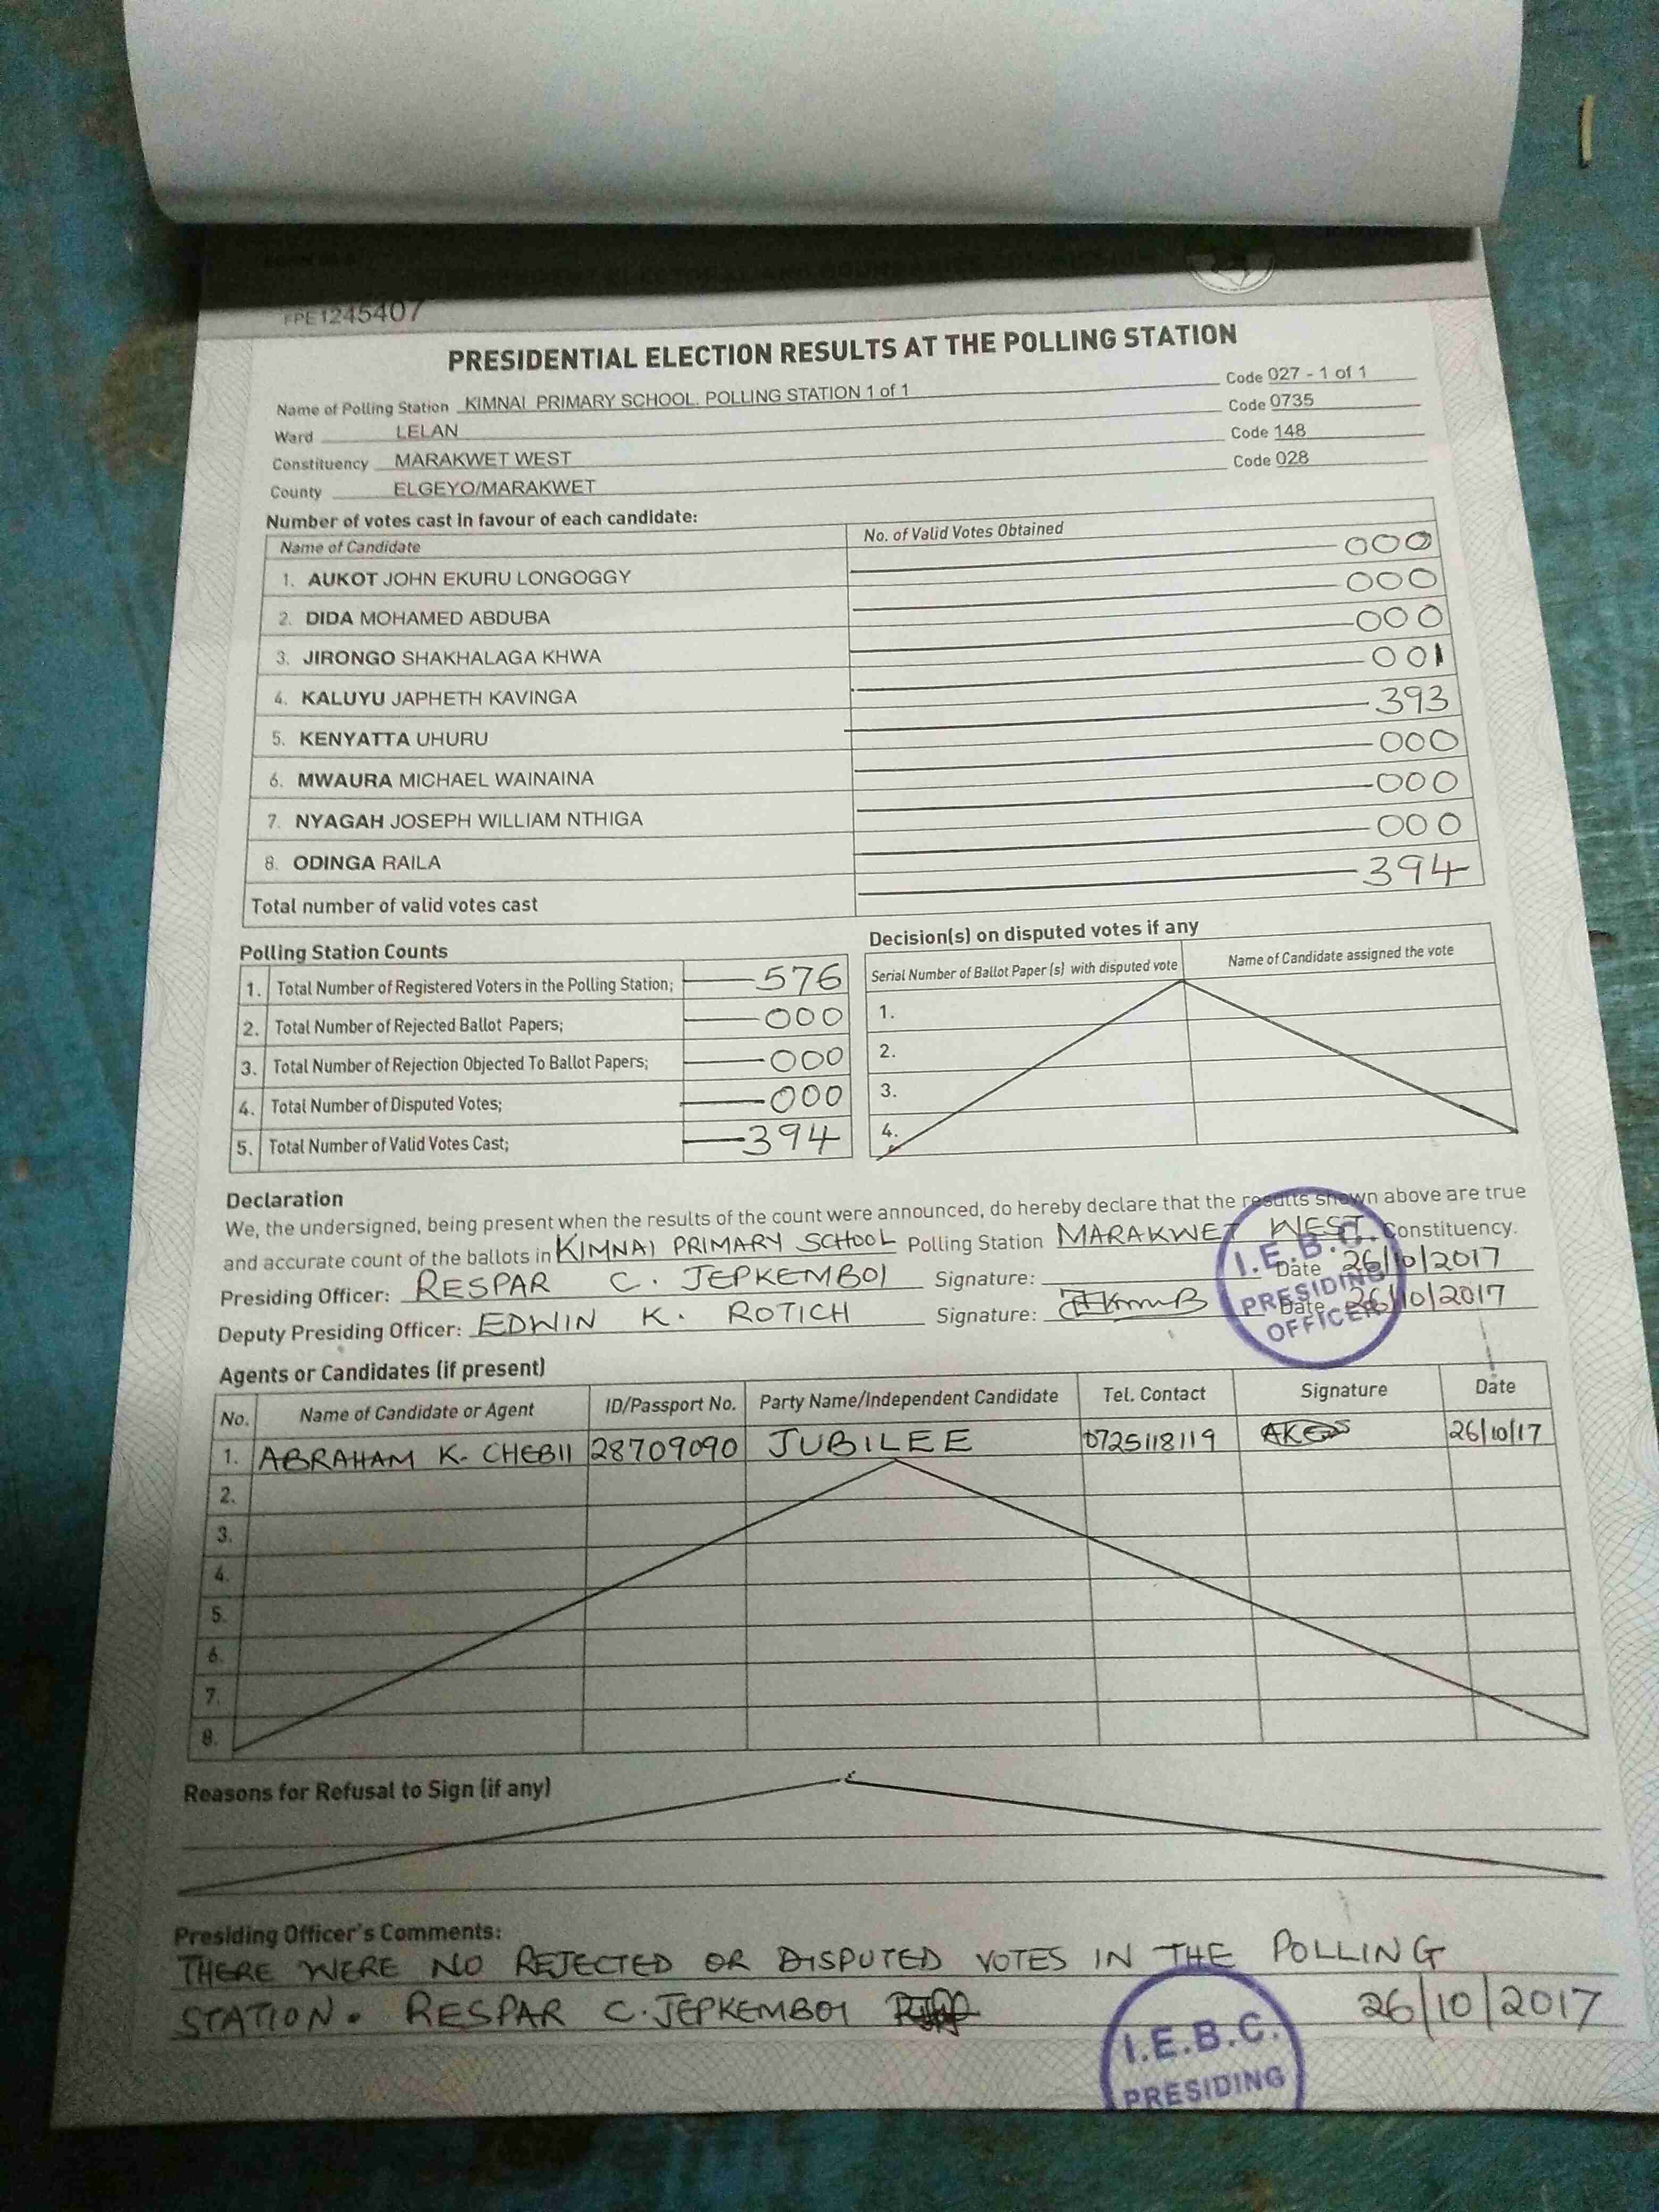 FPE1245407
PRESIDENTIAL ELECTION RESULTS AT THE POLLING STATION
Name of Polling Station KIMNAI PRIMARY SCHOOL. POLLING STATION 1 of 1 Code 027 - 1 of 1
Ward LELAN Code 0735
Constituency MARAKWET WEST Code 148
County ELGEYO/MARAKWET Code 028
Number of votes cast in favour of each candidate:
Name of Candidate No. of Valid Votes Obtained
1. AUKOT JOHN EKURU LONGOGGY 000
2. DIDA MOHAMED ABDUBA 000
3. JIRONGO SHAKHALAGA KHWA 000
4. KALUYU JAPHETH KAVINGA 001
5. KENYATTA UHURU 393
6. MWAURA MICHAEL WAINAINA 000
7. NYAGAH JOSEPH WILLIAM NTHIGA 000
8. ODINGA RAILA 000
Total number of valid votes cast 394
Polling Station Counts
1. Total Number of Registered Voters in the Polling Station; 576
2. Total Number of Rejected Ballot Papers; 000
3. Total Number of Rejection Objected To Ballot Papers; 000
4. Total Number of Disputed Votes; 000
5. Total Number of Valid Votes Cast; 394
Decision(s) on disputed votes if any
Serial Number of Ballot Paper (s) with disputed vote Name of Candidate assigned the vote
1.
2.
3.
4.
Declaration
We, the undersigned, being present when the results of the count were announced, do hereby declare that the results shown above are true
and accurate count of the ballots in KIMNAI PRIMARY SCHOOL Polling Station MARAKWET WEST Constituency.
Presiding Officer: RESPAR C. JEPKEMBOI Signature: Date 26/10/2017
Deputy Presiding Officer: EDWIN K. ROTICH Signature: Date 26/10/2017
I.E.B.C.
PRESIDING
OFFICER
Agents or Candidates (if present)
No. Name of Candidate or Agent ID/Passport No. Party Name/Independent Candidate Tel. Contact Signature Date
1. ABRAHAM K. CHEBII 28709090 JUBILEE 0725118119 26/10/17
2.
3.
4.
5.
6.
7.
8.
Reasons for Refusal to Sign (if any)
Presiding Officer's Comments:
THERE WERE NO REJECTED OR DISPUTED VOTES IN THE POLLING
STATION. RESPAR C. JEPKEMBOI 26/10/2017
I.E.B.C.
PRESIDING